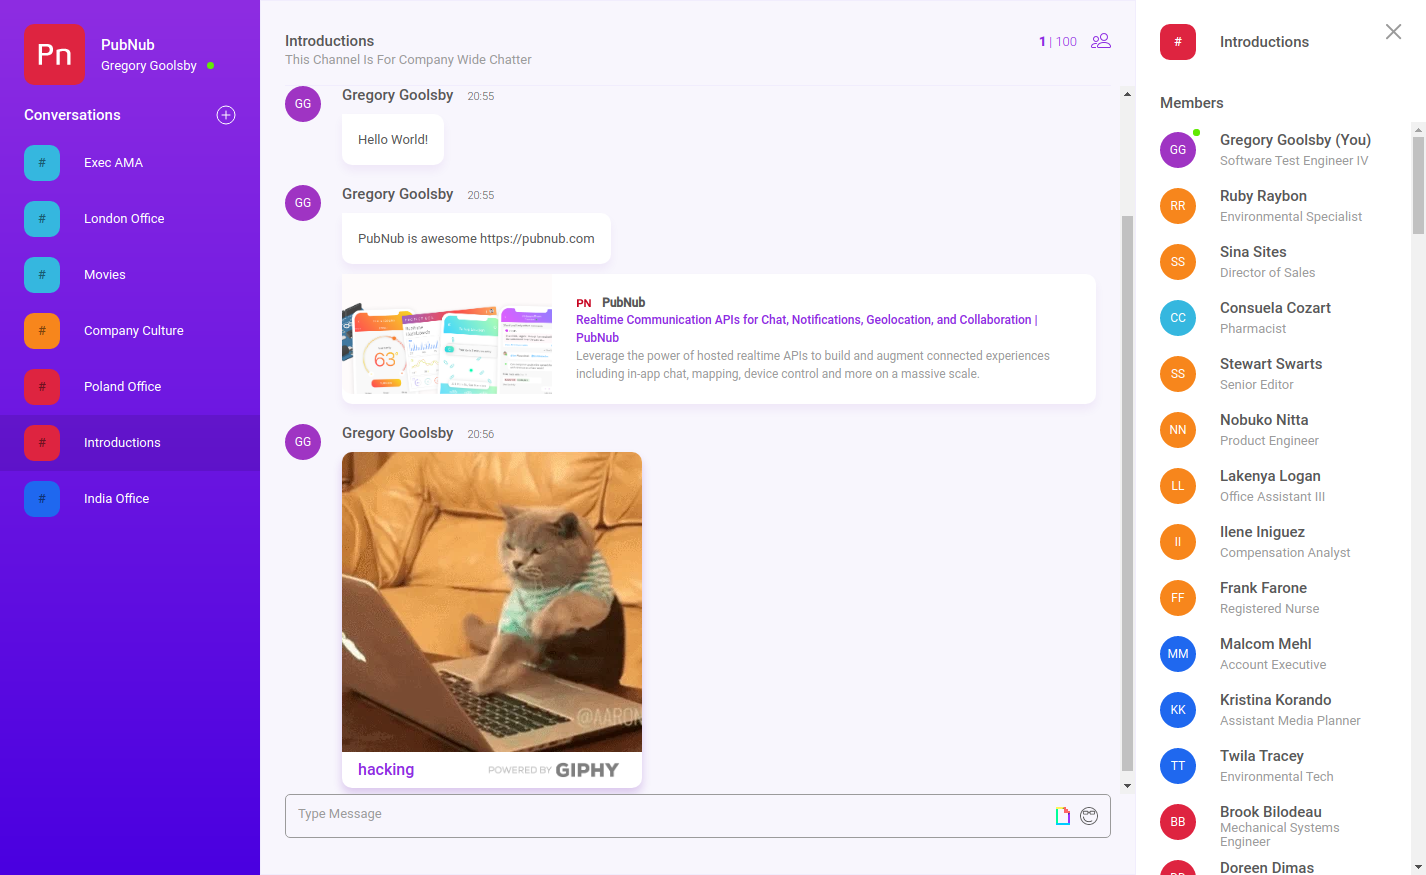 Pn
PubNub
Gregory Goolsby
Conversations
# Exec AMA
# London Office
# Movies
# Company Culture
# Poland Office
# Introductions
# India Office
Introductions
This Channel Is For Company Wide Chatter
1 | 100
GG Gregory Goolsby 20:55
Hello World!
GG Gregory Goolsby 20:55
PubNub is awesome https://pubnub.com
63
PN PubNub
Realtime Communication APIs for Chat, Notifications, Geolocation, and Collaboration |
PubNub
Leverage the power of hosted realtime APIs to build and augment connected experiences
including in-app chat, mapping, device control and more on a massive scale.
GG Gregory Goolsby 20:56
@AARON
hacking POWERED BY GIPHY
Type Message
# Introductions
Members
GG Gregory Goolsby (You)
Software Test Engineer IV
RR Ruby Raybon
Environmental Specialist
SS Sina Sites
Director of Sales
CC Consuela Cozart
Pharmacist
SS Stewart Swarts
Senior Editor
NN Nobuko Nitta
Product Engineer
LL Lakenya Logan
Office Assistant III
II Ilene Iniguez
Compensation Analyst
FF Frank Farone
Registered Nurse
MM Malcom Mehl
Account Executive
KK Kristina Korando
Assistant Media Planner
TT Twila Tracey
Environmental Tech
BB Brook Bilodeau
Mechanical Systems
Engineer
Doreen Dimas